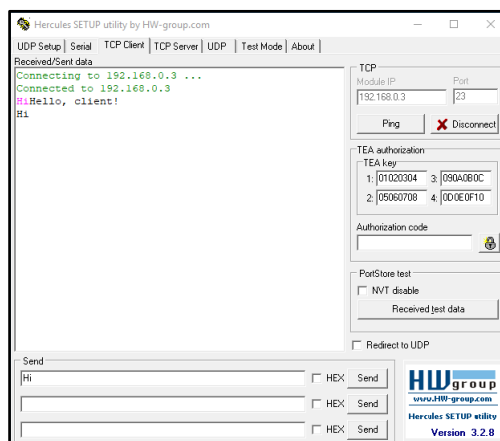 Hercules SETUP utility by HW-group.com
UDP Setup Serial TCP Client TCP Server UDP Test Mode About
Received/Sent data
Connecting to 192.168.0.3 ...
Connected to 192.168.0.3
HiHello, client!
Hi
TCP
Module IP Port
192.168.0.3 23
Ping Disconnect
TEA authorization
TEA key
1: 01020304 3: 090A0B0C
2: 05060708 4: 0D0E0F10
Authorization code
PortStore test
NVT disable
Received test data
Redirect to UDP
Send
Hi HEX Send
HEX Send
HEX Send
HW group
www.HW-group.com
Hercules SETUP utility
Version 3.2.8